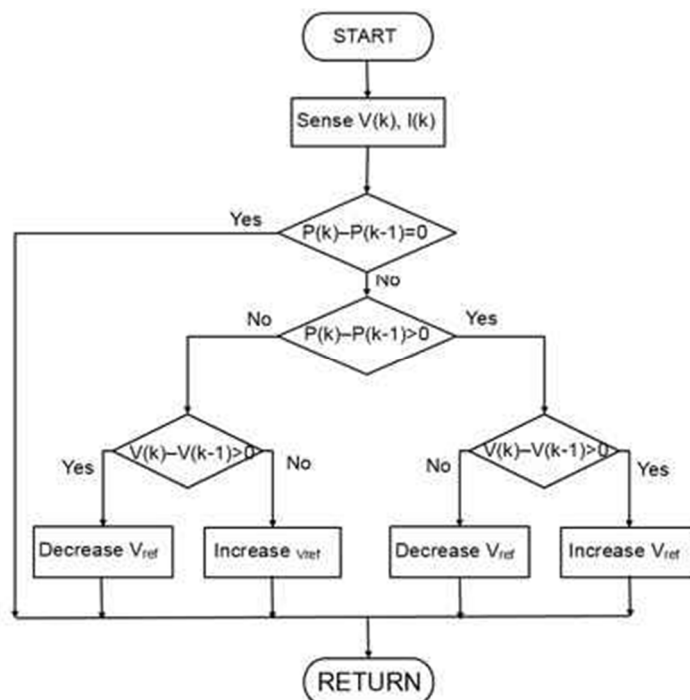 START
Sense V(k), I(k)
Yes
P(k)–P(k-1)=0
No
No
P(k)–P(k-1)>0
Yes
V(k)–V(k-1)>0
V(k)–V(k-1)>0
Yes
No
No
Yes
Decrease Vref
Increase Vref
Decrease Vref
Increase Vref
RETURN